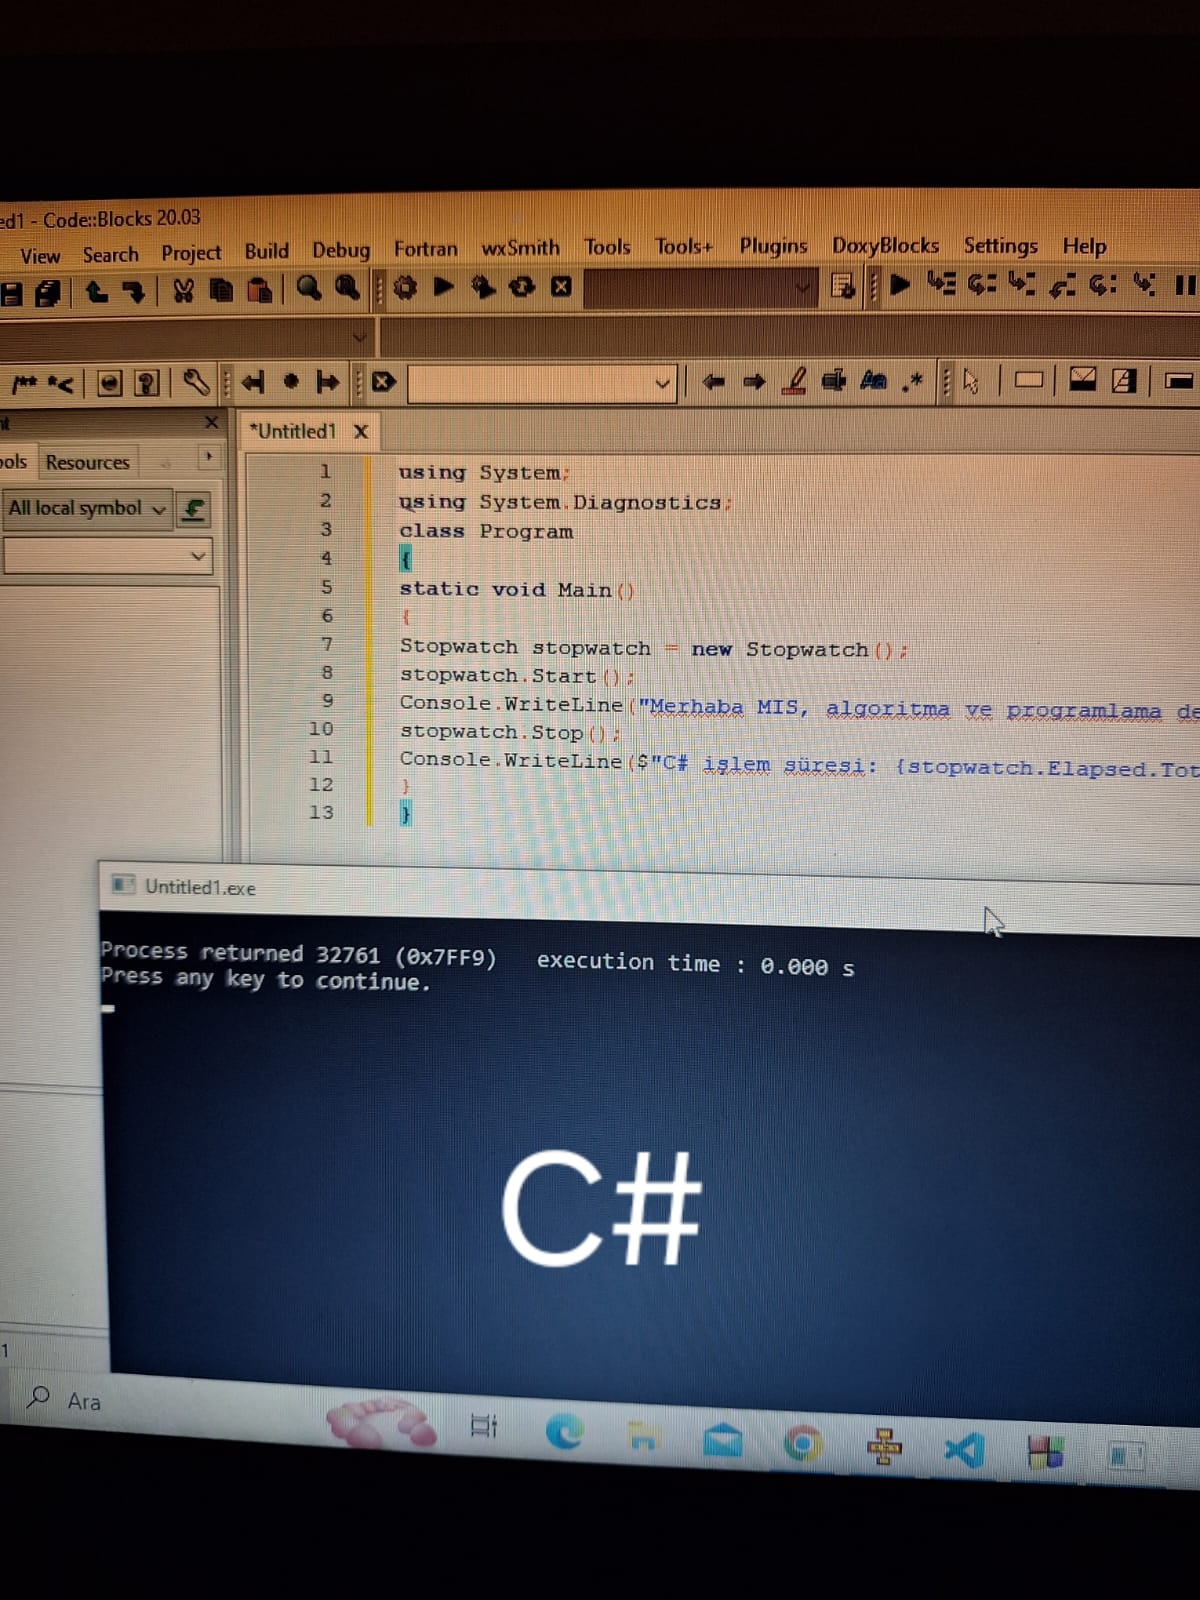 - Code::Blocks 20.03
View Search Project Build Debug Fortran wxSmith Tools Tools+ Plugins DoxyBlocks Settings Help
*Untitled1 X
Resources
All local symbol
1 using System;
2 using System.Diagnostics;
3 class Program
4 {
5 static void Main()
6 {
7 Stopwatch stopwatch = new Stopwatch();
8 stopwatch.Start();
9 Console.WriteLine("Merhaba MIS, algoritma ve programlama de
10 stopwatch.Stop();
11 Console.WriteLine($"C# işlem süresi: {stopwatch.Elapsed.Tot
12 }
13 }
Untitled1.exe
Process returned 32761 (0x7FF9) execution time : 0.000 s
Press any key to continue.
C#
1
Ara